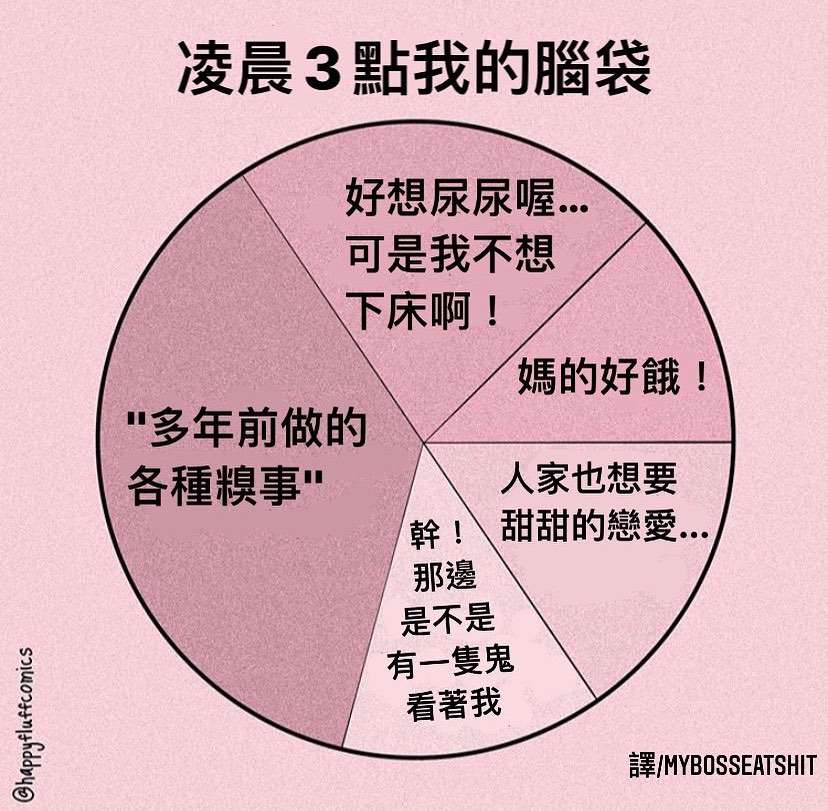 凌晨3點我的腦袋
好想尿尿喔...
可是我不想
下床啊！
媽的好餓！
"多年前做的
各種糗事"
人家也想要
甜甜的戀愛...
幹！
那邊
是不是
有一隻鬼
看著我
@happyfluffcomics
譯/MYBOSSEATSHIT